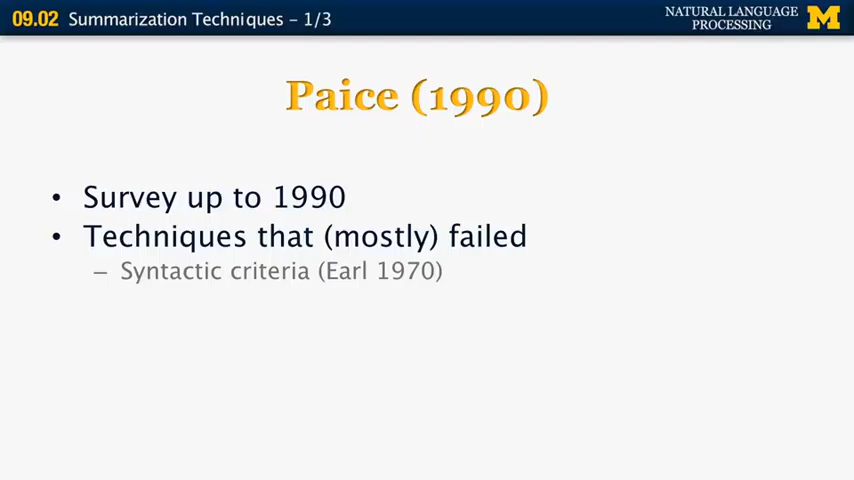 09.02 Summarization Techniques – 1/3
NATURAL LANGUAGE
PROCESSING
M
Paice (1990)
• Survey up to 1990
• Techniques that (mostly) failed
– Syntactic criteria (Earl 1970)